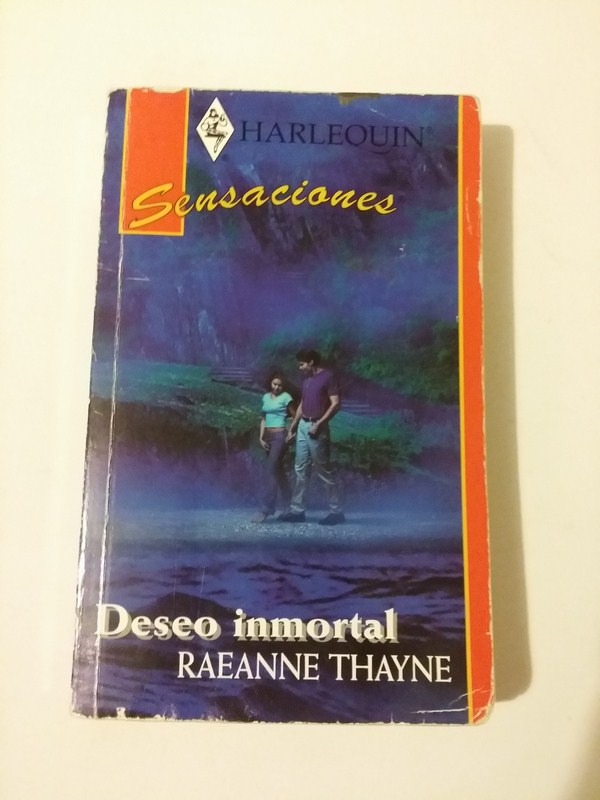 HARLEQUIN®
Sensaciones
Deseo inmortal
RAEANNE THAYNE